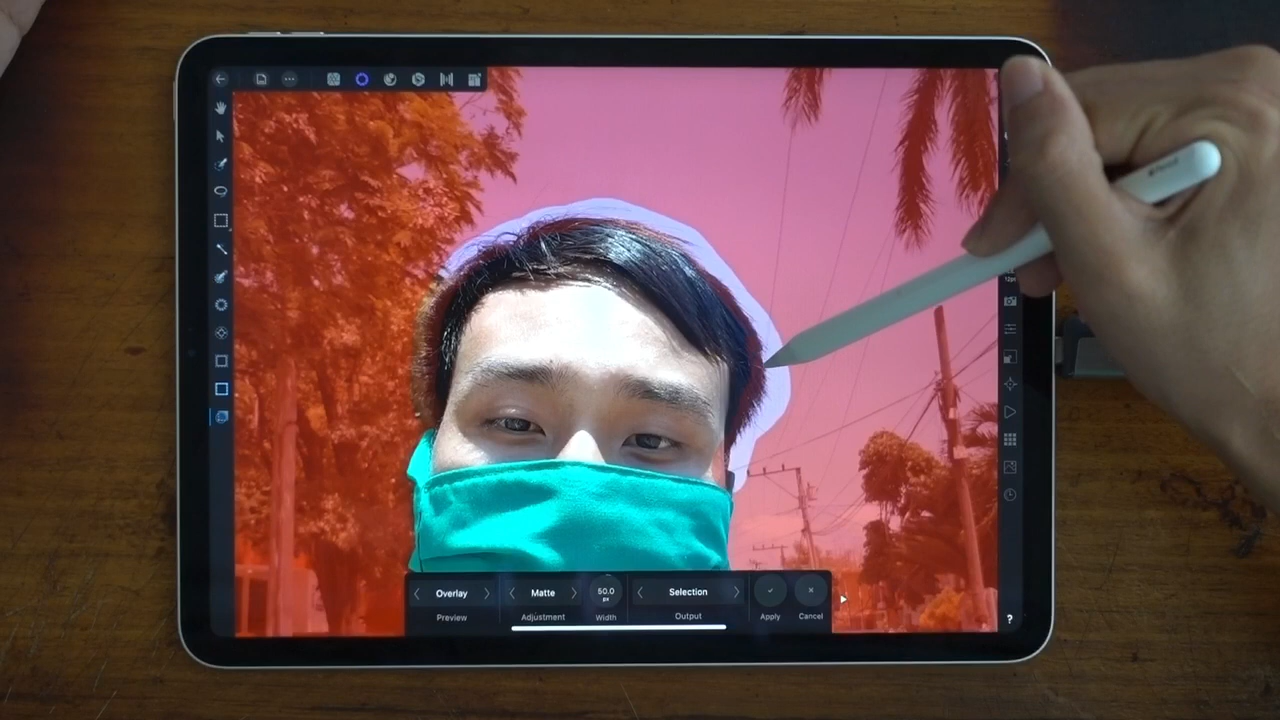 Overlay
Preview
Matte
Adjustment
50.0
px
Width
Selection
Output
Apply
Cancel
?